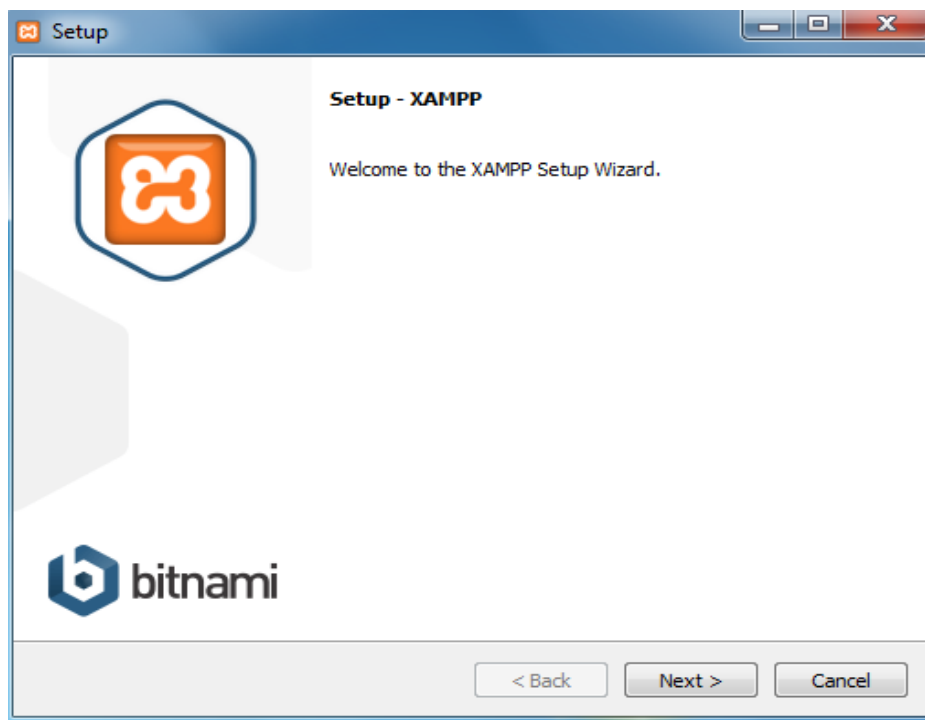 Setup
Setup - XAMPP
Welcome to the XAMPP Setup Wizard.
bitnami
< Back
Next >
Cancel